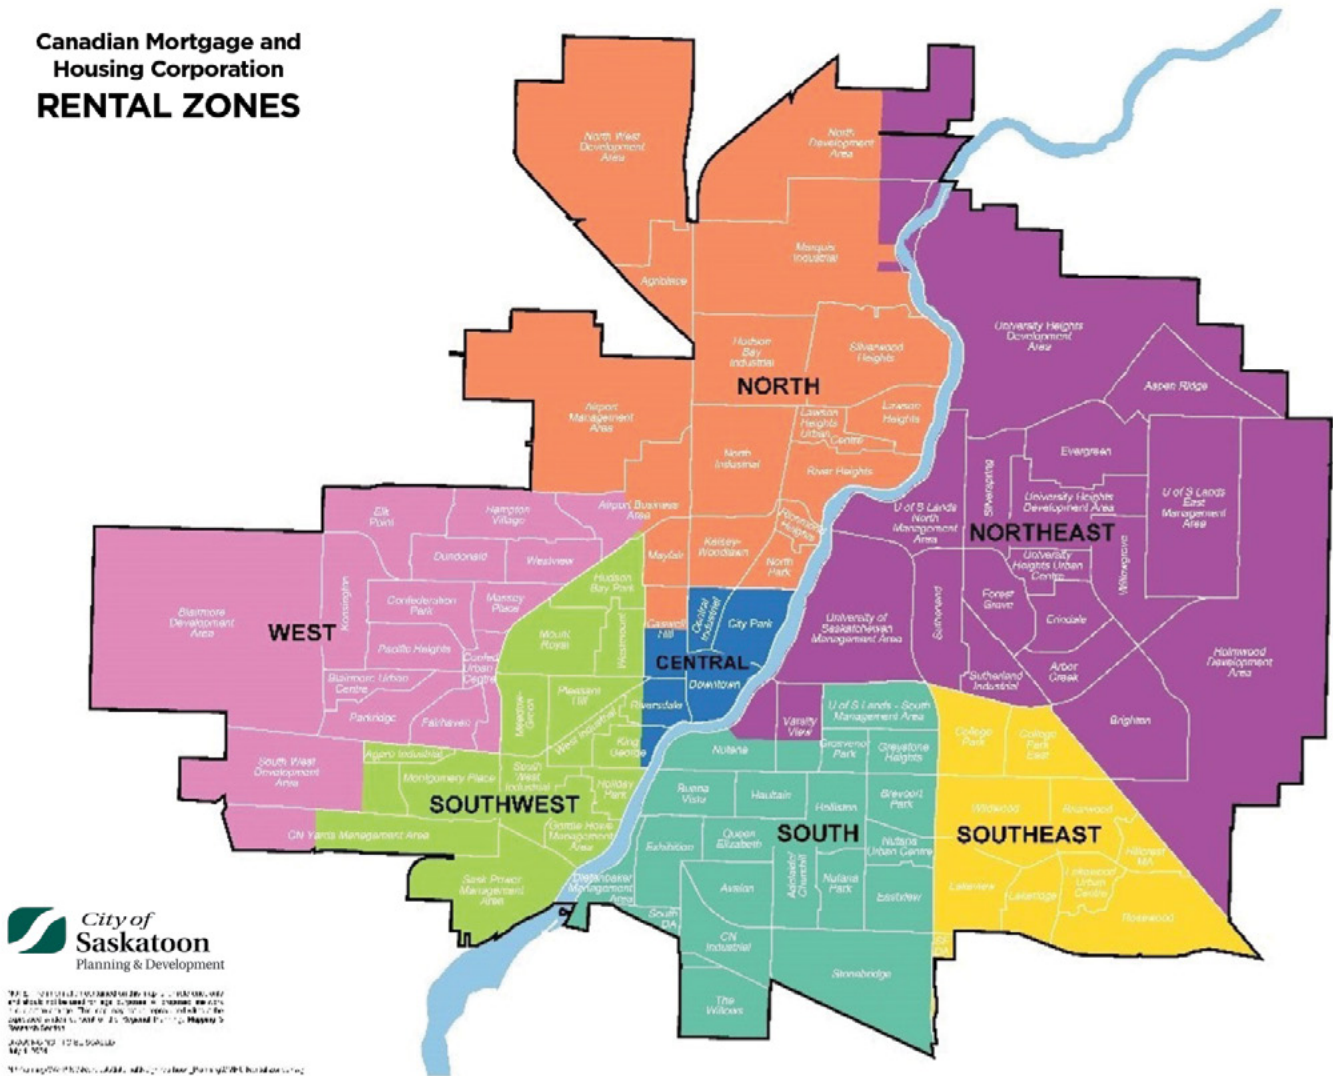 Canadian Mortgage and
Housing Corporation
RENTAL ZONES
North West
Development
Area
North
Development
Area
Agriplace
Marquis
Industrial
University Heights
Development
Area
Hudson
Bay
Industrial
Silverwood
Heights
NORTH
Aspen Ridge
Airport
Management
Area
Lawson
Heights
Urban
Centre
Lawson
Heights
North
Industrial
River Heights
Evergreen
Silverspring
University Heights
Development Area
U of S Lands
East
Management
Area
U of S Lands
North
Management
Area
NORTHEAST
Elk
Point
Hampton
Village
Airport Business
Area
Richmond
Heights
Mayfair
Kelsey-
Woodlawn
North
Park
Dundonald
Westview
University
Heights Urban
Centre
Willowgrove
Hudson
Bay Park
Blairmore
Development
Area
Kensington
Confederation
Park
Massey
Place
Forest
Grove
Sutherland
Erindale
WEST
Mount
Royal
Westmount
Caswell
Hill
Central
Industrial
City Park
University of
Saskatchewan
Management Area
Pacific Heights
Confed
Urban
Centre
CENTRAL
Holmwood
Development
Area
Blairmore Urban
Centre
Pleasant
Hill
Downtown
Sutherland
Industrial
Arbor
Creek
Parkridge
Fairhaven
Meadow-
Green
West Industrial
Riversdale
Varsity
View
U of S Lands - South
Management Area
Brighton
College
Park
College
Park
East
King
George
Nutana
Grosvenor
Park
Greystone
Heights
South West
Development
Area
Agpro Industrial
Montgomery Place
South
West
Industrial
Holiday
Park
SOUTHWEST
Buena
Vista
Haultain
Holliston
Brevoort
Park
Wildwood
Briarwood
CN Yards Management Area
Gordie Howe
Management
Area
Exhibition
Queen
Elizabeth
SOUTH
Nutana
Urban Centre
SOUTHEAST
Hillcrest
MA
Sask Power
Management
Area
Diefenbaker
Management
Area
Avalon
Adelaide/
Churchill
Nutana
Park
Eastview
Lakeview
Lakeridge
Lakewood
Urban
Centre
Rosewood
South
DA
CN
Industrial
Stonebridge
The
Willows
City of
Saskatoon
Planning & Development